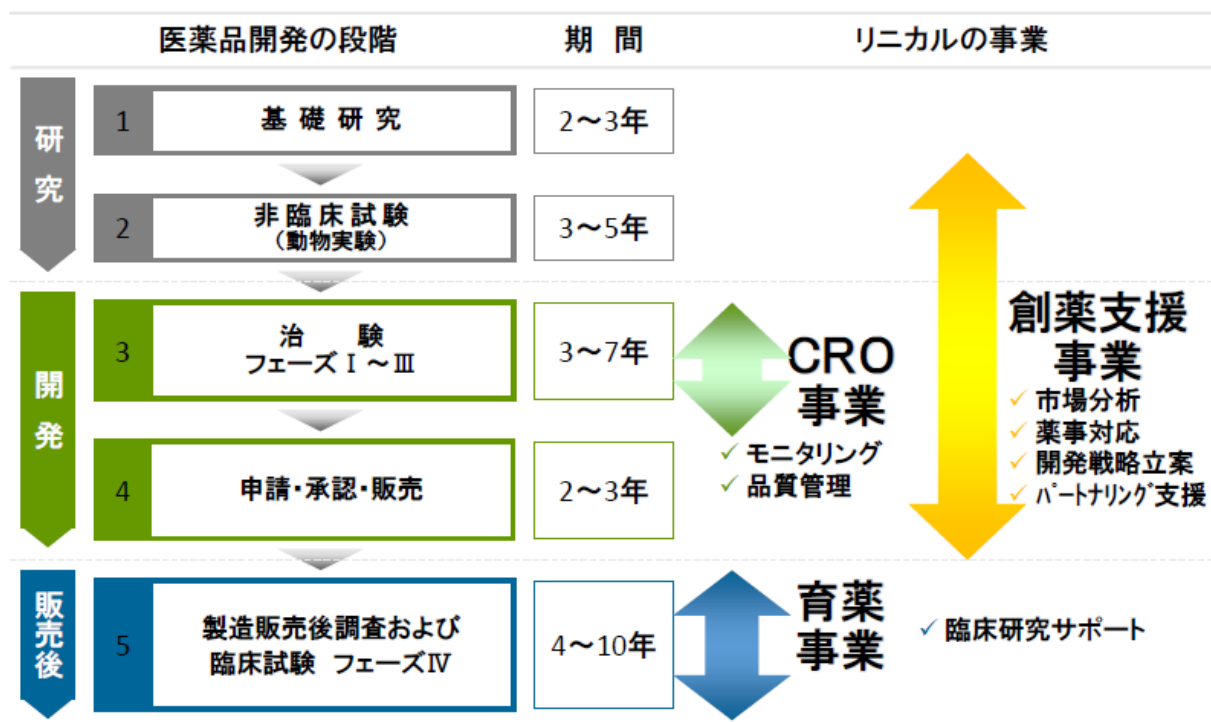 医薬品開発の段階
期 間
リニカルの事業
研究
1
基礎研究
2～3年
2
非臨床試験
（動物実験）
3～5年
開発
3
治 験
フェーズⅠ～Ⅲ
3～7年
4
申請・承認・販売
2～3年
CRO
事業
✓ モニタリング
✓ 品質管理
創薬支援
事業
✓ 市場分析
✓ 薬事対応
✓ 開発戦略立案
✓ ﾊﾟｰﾄﾅﾘﾝｸﾞ支援
販売後
5
製造販売後調査および
臨床試験 フェーズⅣ
4～10年
育薬
事業
✓ 臨床研究サポート